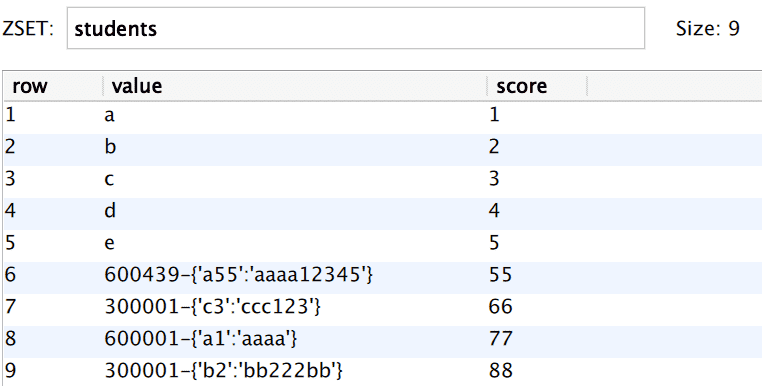 ZSET: students Size: 9
row value score
1 a 1
2 b 2
3 c 3
4 d 4
5 e 5
6 600439-{'a55':'aaaa12345'} 55
7 300001-{'c3':'ccc123'} 66
8 600001-{'a1':'aaaa'} 77
9 300001-{'b2':'bb222bb'} 88